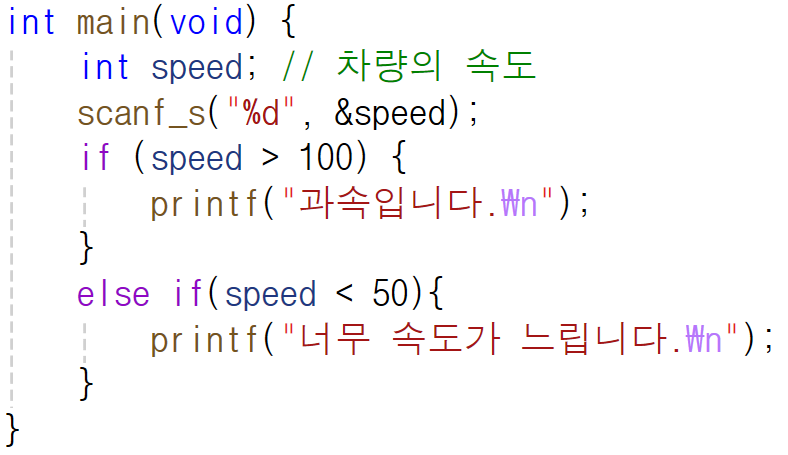 int main(void) {
    int speed; // 차량의 속도
    scanf_s("%d", &speed);
    if (speed > 100) {
        printf("과속입니다.₩n");
    }
    else if(speed < 50){
        printf("너무 속도가 느립니다.₩n");
    }
}